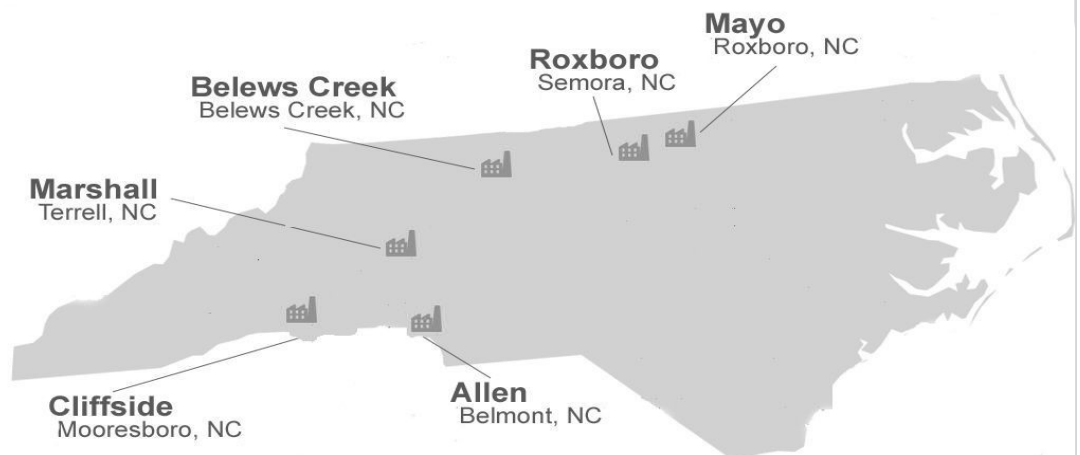 Mayo
Roxboro, NC
Roxboro
Semora, NC
Belews Creek
Belews Creek, NC
Marshall
Terrell, NC
Allen
Belmont, NC
Cliffside
Mooresboro, NC